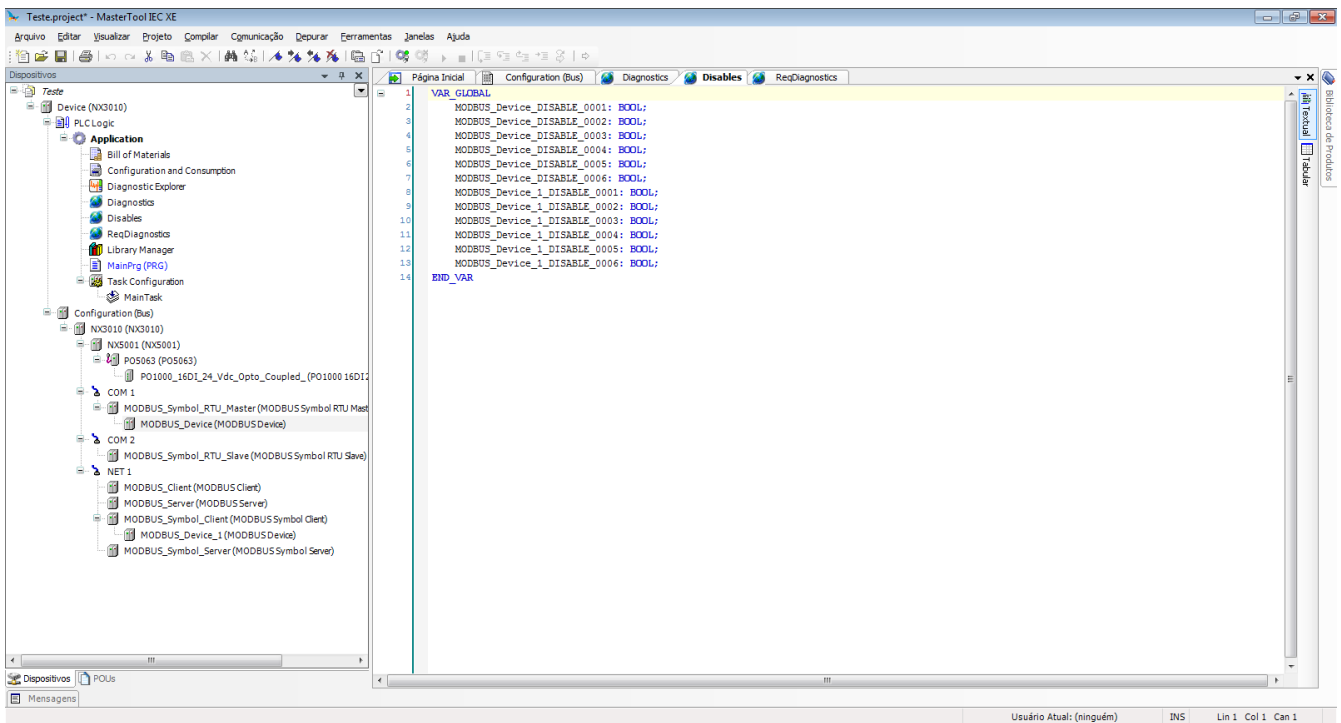 Teste.project* - MasterTool IEC XE
Arquivo Editar Visualizar Projeto Compilar Comunicação Depurar Ferramentas Janelas Ajuda
Dispositivos
Teste
Device (NX3010)
PLC Logic
Application
Bill of Materials
Configuration and Consumption
Diagnostic Explorer
Diagnostics
Disables
ReqDiagnostics
Library Manager
MainPrg (PRG)
Task Configuration
MainTask
Configuration (Bus)
NX3010 (NX3010)
NX5001 (NX5001)
PO5063 (PO5063)
PO1000_16DI_24_Vdc_Opto_Coupled_(PO1000 16DI2
COM 1
MODBUS_Symbol_RTU_Master (MODBUS Symbol RTU Mast
MODBUS_Device (MODBUS Device)
COM 2
MODBUS_Symbol_RTU_Slave (MODBUS Symbol RTU Slave)
NET 1
MODBUS_Client (MODBUS Client)
MODBUS_Server (MODBUS Server)
MODBUS_Symbol_Client (MODBUS Symbol Client)
MODBUS_Device_1 (MODBUS Device)
MODBUS_Symbol_Server (MODBUS Symbol Server)
Dispositivos POUs
Mensagens
Página Inicial Configuration (Bus) Diagnostics Disables ReqDiagnostics
1 VAR_GLOBAL
2 MODBUS_Device_DISABLE_0001: BOOL;
3 MODBUS_Device_DISABLE_0002: BOOL;
4 MODBUS_Device_DISABLE_0003: BOOL;
5 MODBUS_Device_DISABLE_0004: BOOL;
6 MODBUS_Device_DISABLE_0005: BOOL;
7 MODBUS_Device_DISABLE_0006: BOOL;
8 MODBUS_Device_1_DISABLE_0001: BOOL;
9 MODBUS_Device_1_DISABLE_0002: BOOL;
10 MODBUS_Device_1_DISABLE_0003: BOOL;
11 MODBUS_Device_1_DISABLE_0004: BOOL;
12 MODBUS_Device_1_DISABLE_0005: BOOL;
13 MODBUS_Device_1_DISABLE_0006: BOOL;
14 END_VAR
Textual
Tabular
Biblioteca de Produtos
Usuário Atual: (ninguém) INS Lin 1 Col 1 Can 1